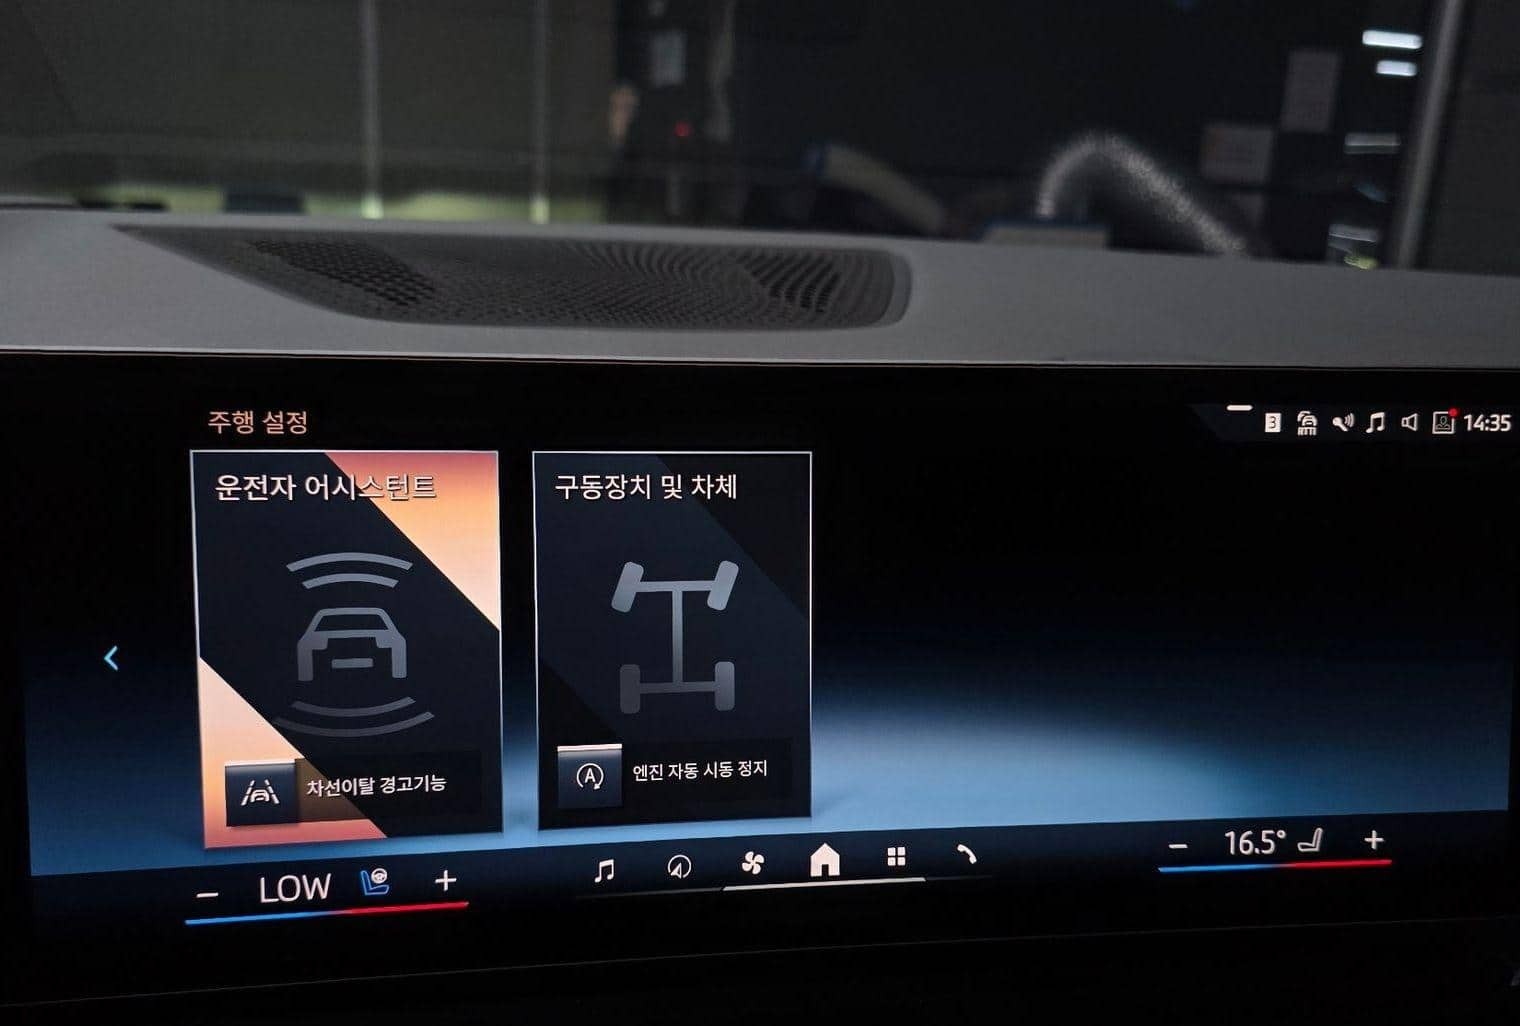 주행 설정
3
14:35
운전자 어시스턴트
구동장치 및 차체
차선이탈 경고기능
A
엔진 자동 시동 정지
− LOW +
− 16.5° +